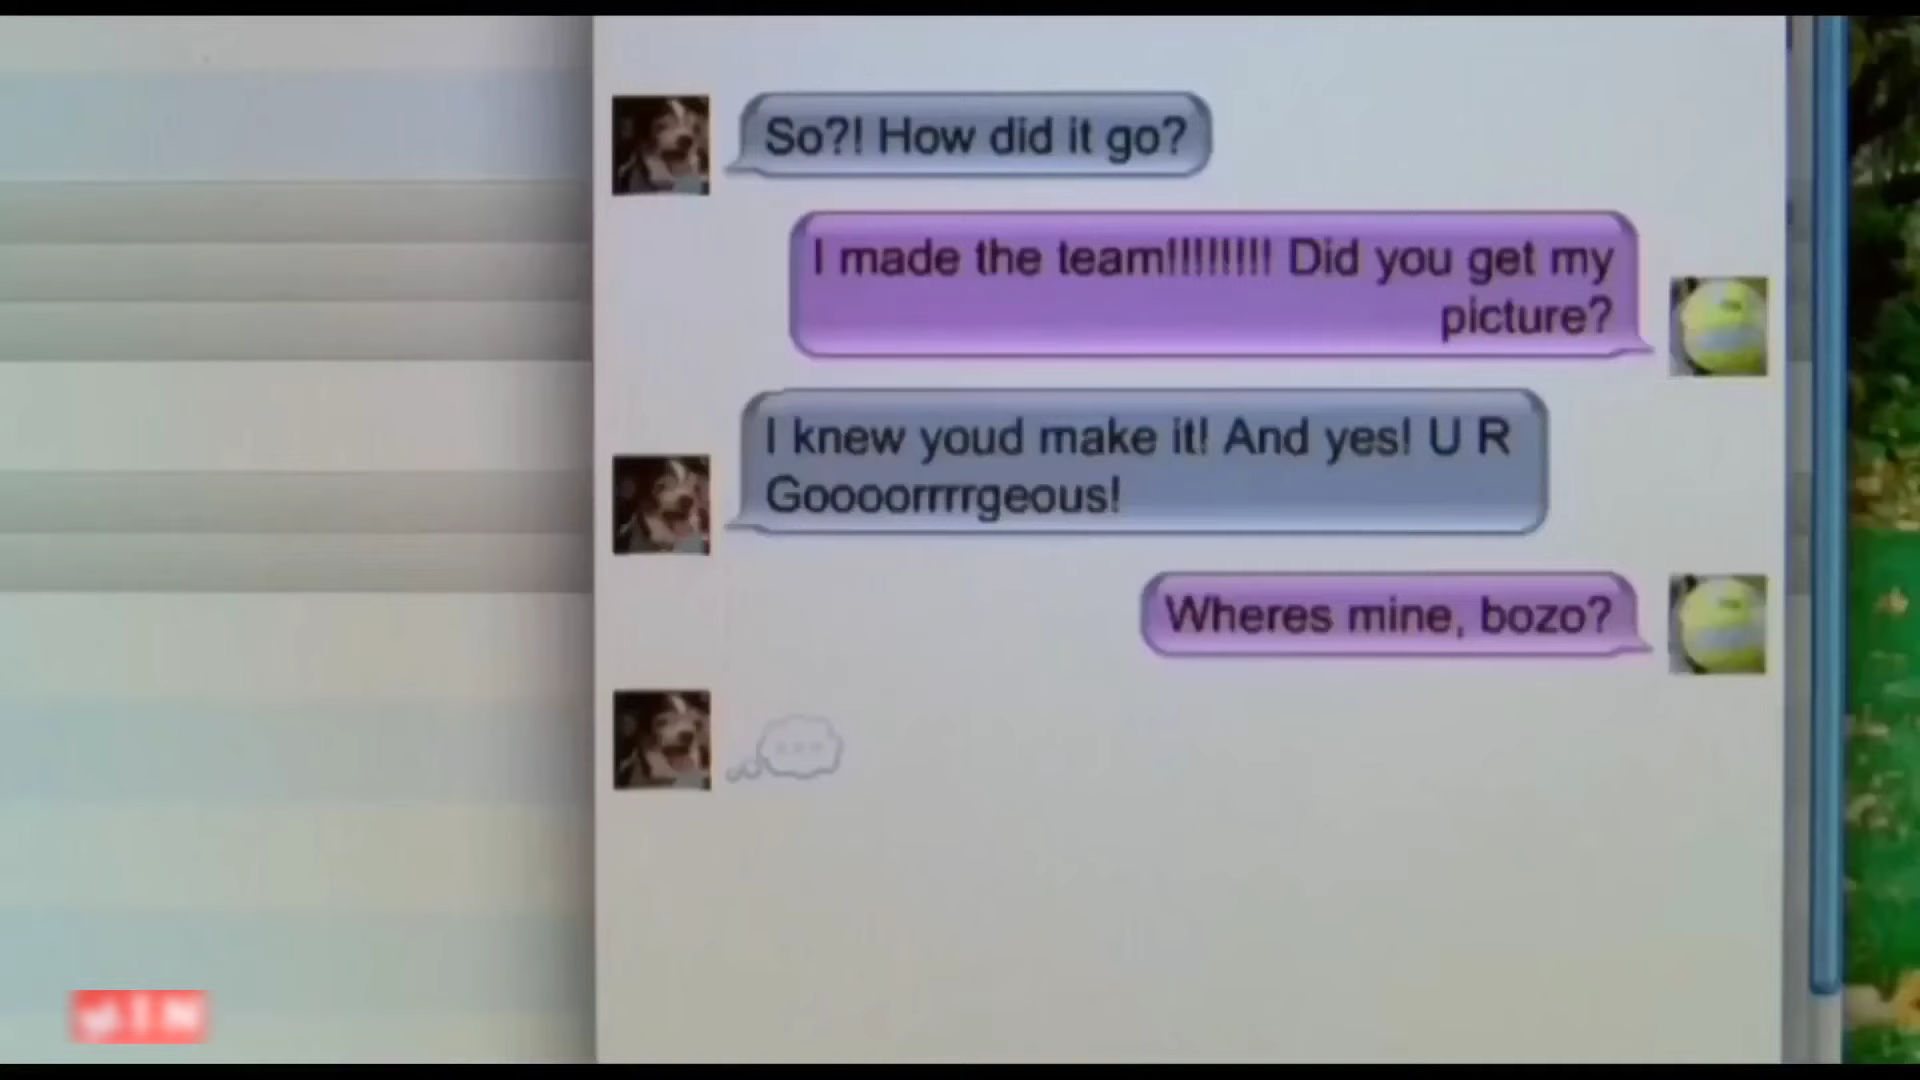 So?! How did it go?
I made the team!!!!!!!! Did you get my
picture?
I knew youd make it! And yes! U R
Goooorrrrgeous!
Wheres mine, bozo?